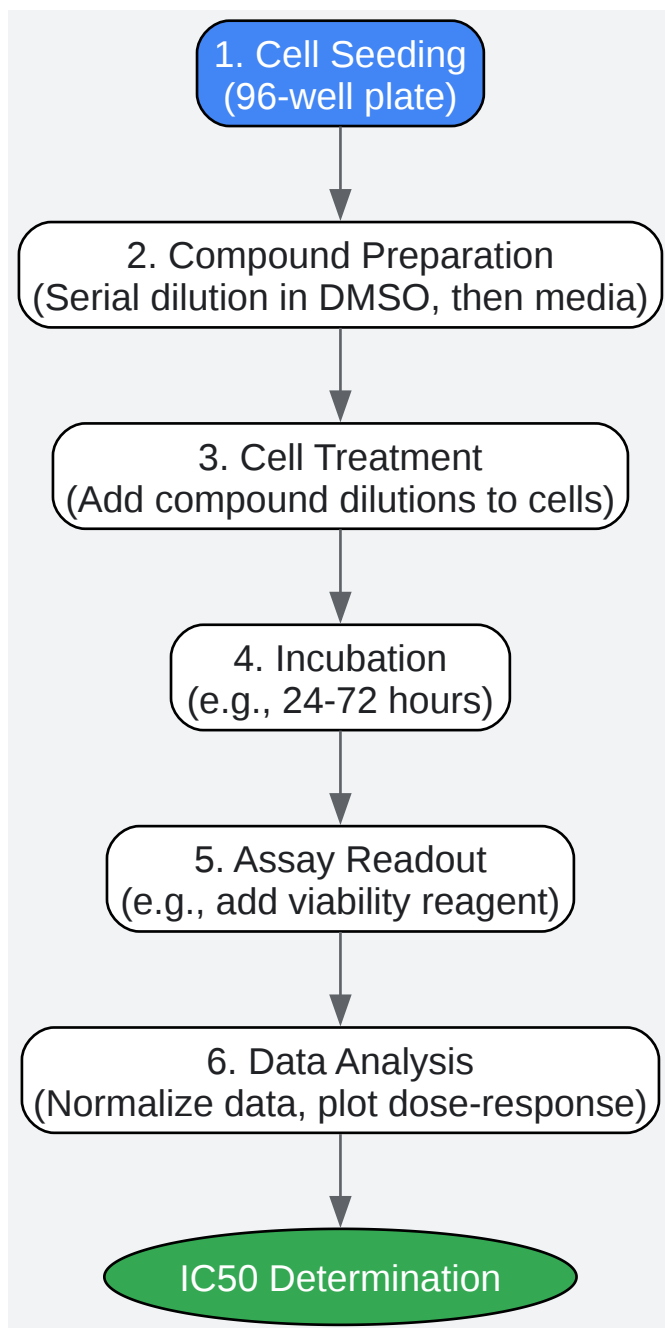 1. Cell Seeding
(96-well plate)
2. Compound Preparation
(Serial dilution in DMSO, then media)
3. Cell Treatment
(Add compound dilutions to cells)
4. Incubation
(e.g., 24-72 hours)
5. Assay Readout
(e.g., add viability reagent)
6. Data Analysis
(Normalize data, plot dose-response)
IC50 Determination